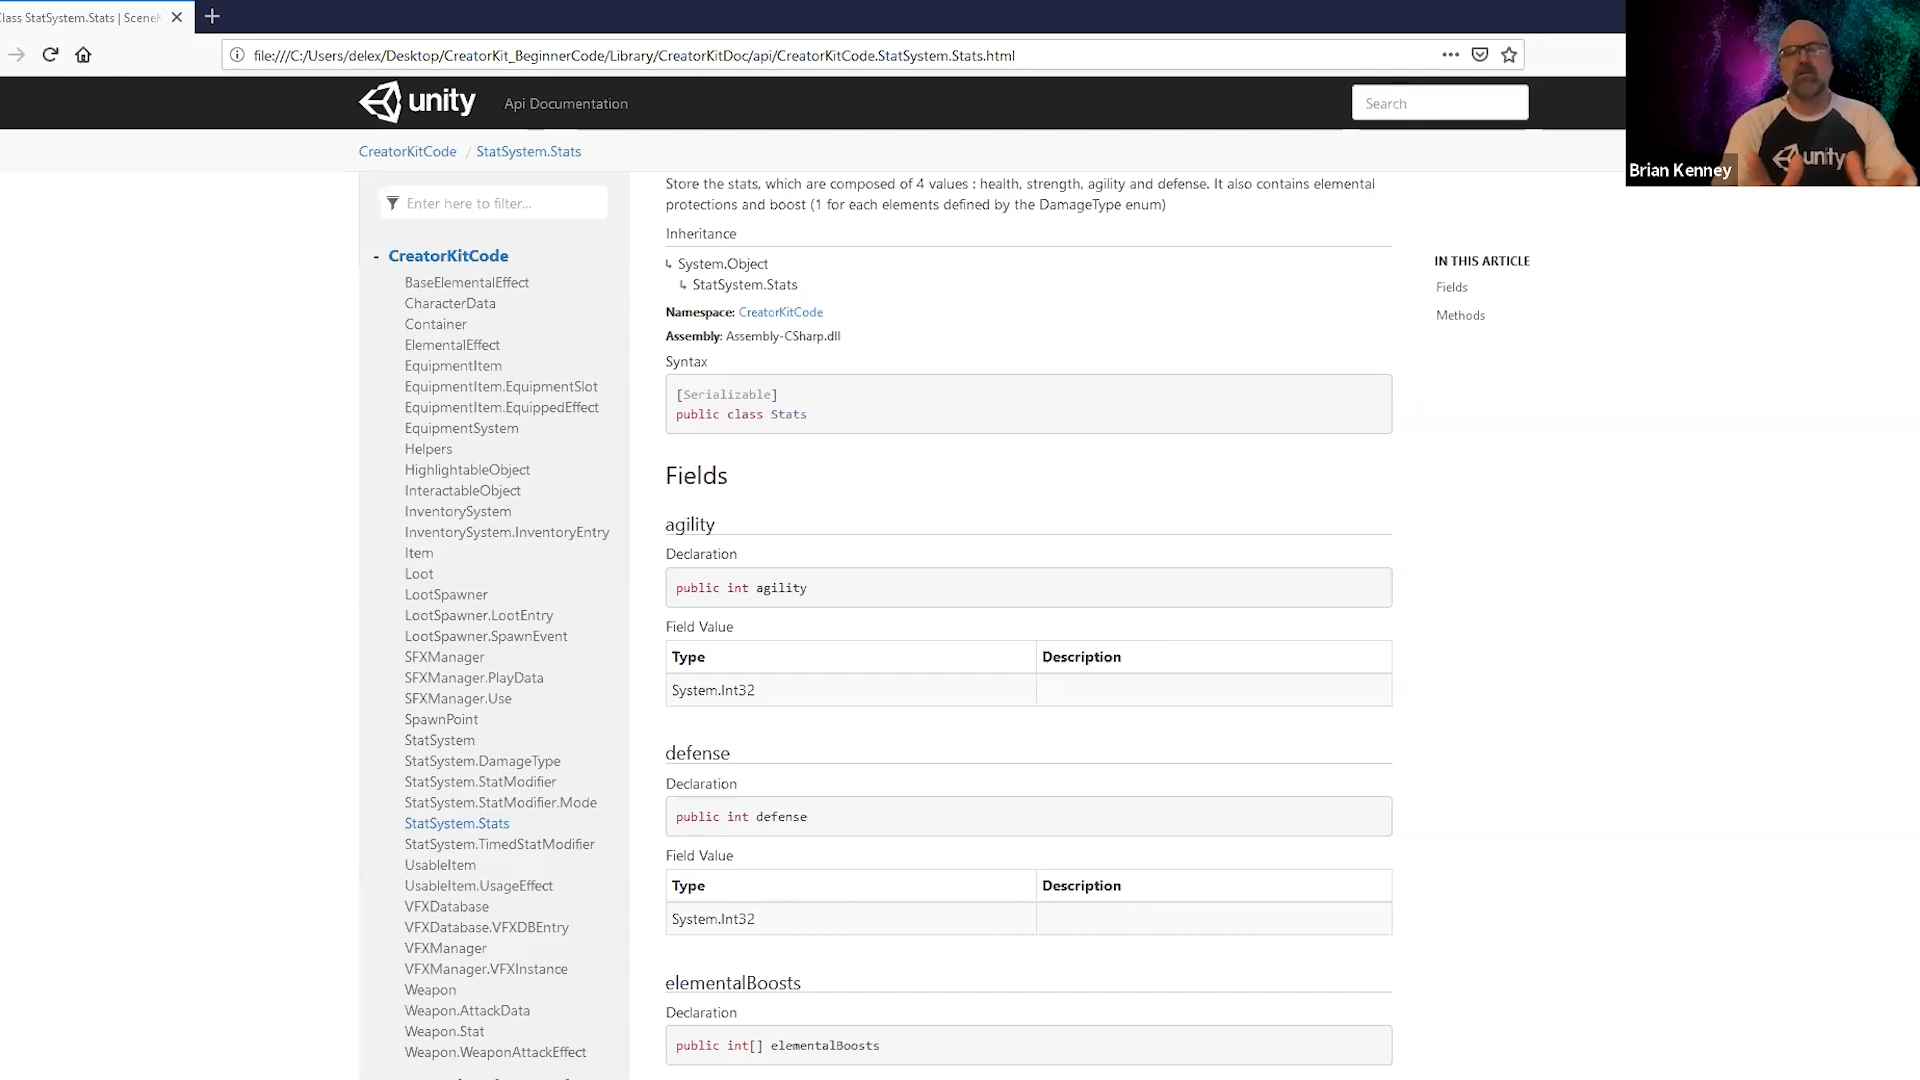 Class StatSystem.Stats | Scene
file:///C:/Users/delex/Desktop/CreatorKit_BeginnerCode/Library/CreatorKitDoc/api/CreatorKitCode.StatSystem.Stats.html
unity Api Documentation Search
CreatorKitCode / StatSystem.Stats
unity
Brian Kenney
Enter here to filter...
- CreatorKitCode
BaseElementalEffect
CharacterData
Container
ElementalEffect
EquipmentItem
EquipmentItem.EquipmentSlot
EquipmentItem.EquippedEffect
EquipmentSystem
Helpers
HighlightableObject
InteractableObject
InventorySystem
InventorySystem.InventoryEntry
Item
Loot
LootSpawner
LootSpawner.LootEntry
LootSpawner.SpawnEvent
SFXManager
SFXManager.PlayData
SFXManager.Use
SpawnPoint
StatSystem
StatSystem.DamageType
StatSystem.StatModifier
StatSystem.StatModifier.Mode
StatSystem.Stats
StatSystem.TimedStatModifier
UsableItem
UsableItem.UsageEffect
VFXDatabase
VFXDatabase.VFXDBEntry
VFXManager
VFXManager.VFXInstance
Weapon
Weapon.AttackData
Weapon.Stat
Weapon.WeaponAttackEffect
Store the stats, which are composed of 4 values : health, strength, agility and defense. It also contains elemental
protections and boost (1 for each elements defined by the DamageType enum)
Inheritance
↳ System.Object
↳ StatSystem.Stats
Namespace: CreatorKitCode
Assembly: Assembly-CSharp.dll
Syntax
[Serializable]
public class Stats
Fields
agility
Declaration
public int agility
Field Value
Type Description
System.Int32
defense
Declaration
public int defense
Field Value
Type Description
System.Int32
elementalBoosts
Declaration
public int[] elementalBoosts
IN THIS ARTICLE
Fields
Methods